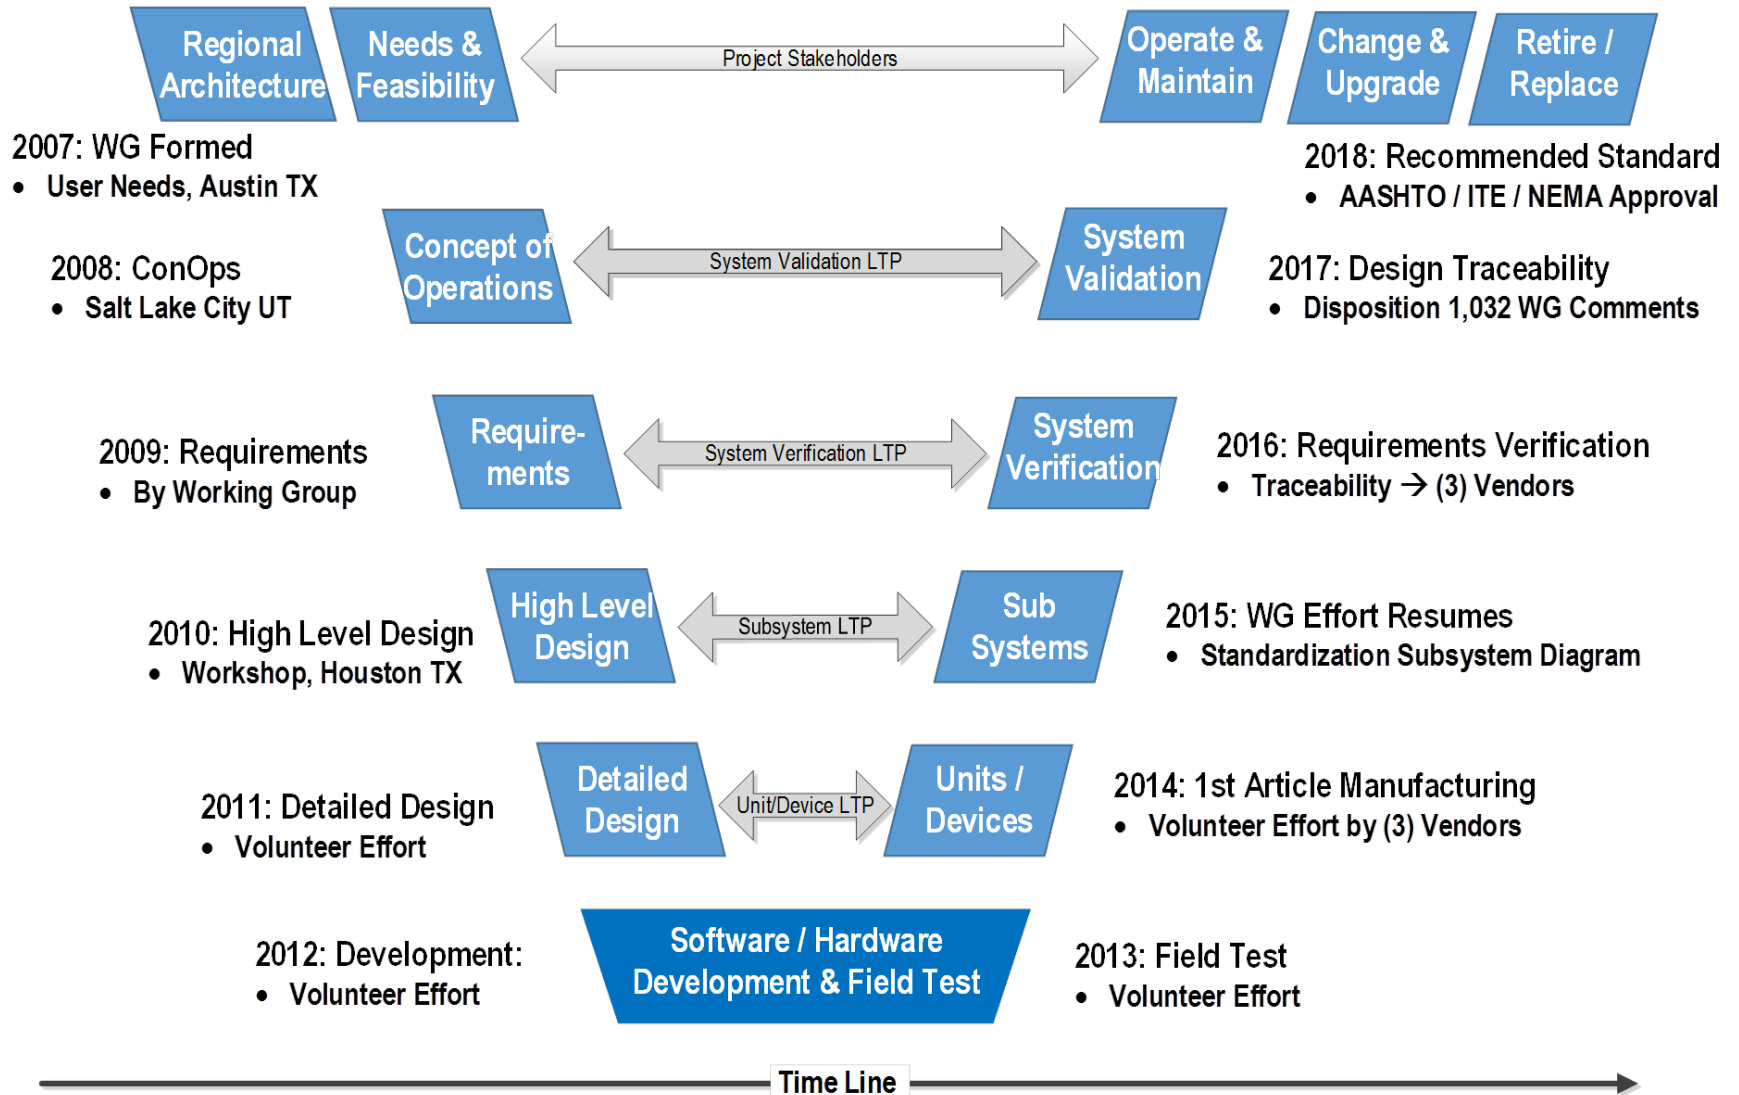 Regional
Architecture
Needs &
Feasibility
Project Stakeholders
Operate &
Maintain
Change &
Upgrade
Retire /
Replace
2007: WG Formed
• User Needs, Austin TX
2018: Recommended Standard
• AASHTO / ITE / NEMA Approval
Concept of
Operations
System Validation LTP
System
Validation
2008: ConOps
• Salt Lake City UT
2017: Design Traceability
• Disposition 1,032 WG Comments
Require-
ments
System Verification LTP
System
Verification
2009: Requirements
• By Working Group
2016: Requirements Verification
• Traceability → (3) Vendors
High Level
Design
Subsystem LTP
Sub
Systems
2010: High Level Design
• Workshop, Houston TX
2015: WG Effort Resumes
• Standardization Subsystem Diagram
Detailed
Design
Unit/Device LTP
Units /
Devices
2011: Detailed Design
• Volunteer Effort
2014: 1st Article Manufacturing
• Volunteer Effort by (3) Vendors
Software / Hardware
Development & Field Test
2012: Development:
• Volunteer Effort
2013: Field Test
• Volunteer Effort
Time Line